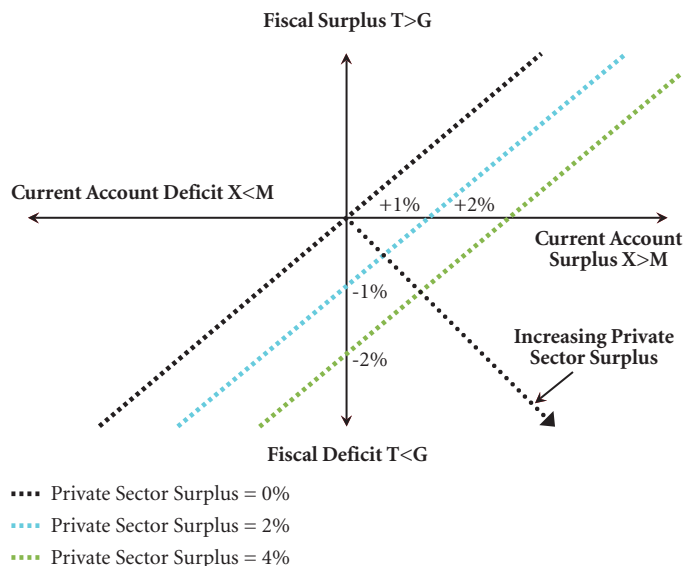 Fiscal Surplus T>G
Current Account Deficit X<M
+1%
+2%
Current Account
Surplus X>M
-1%
Increasing Private
Sector Surplus
-2%
Fiscal Deficit T<G
Private Sector Surplus = 0%
Private Sector Surplus = 2%
Private Sector Surplus = 4%